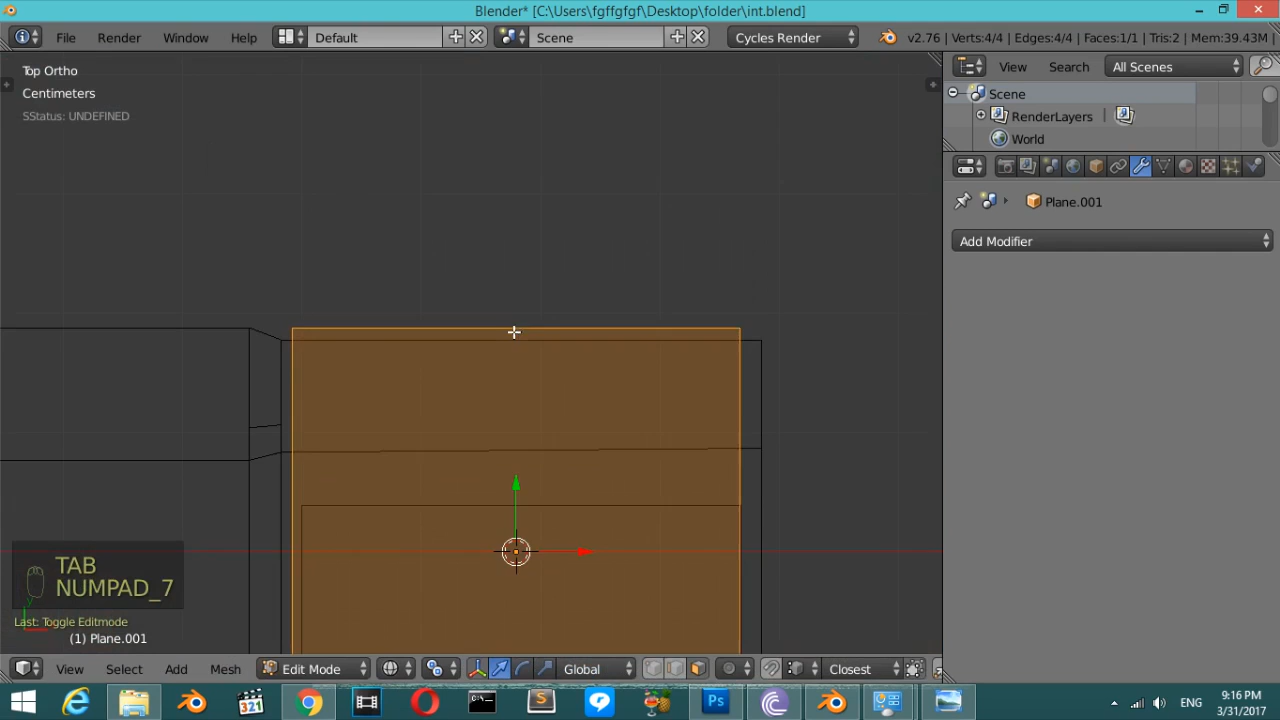 Blender* [C:\Users\fgffgfgf\Desktop\folder\int.blend]
File Render Window Help Default Scene Cycles Render v2.76 | Verts:4/4 | Edges:4/4 | Faces:1/1 | Tris:2 | Mem:39.43M |
Top Ortho
Centimeters
SStatus: UNDEFINED
View Search All Scenes
Scene
RenderLayers |
World
Plane.001
Add Modifier
TAB
NUMPAD_7
Last: Toggle Editmode
(1) Plane.001
View Select Add Mesh Edit Mode Global Closest
321
Ps
ENG
9:16 PM
3/31/2017